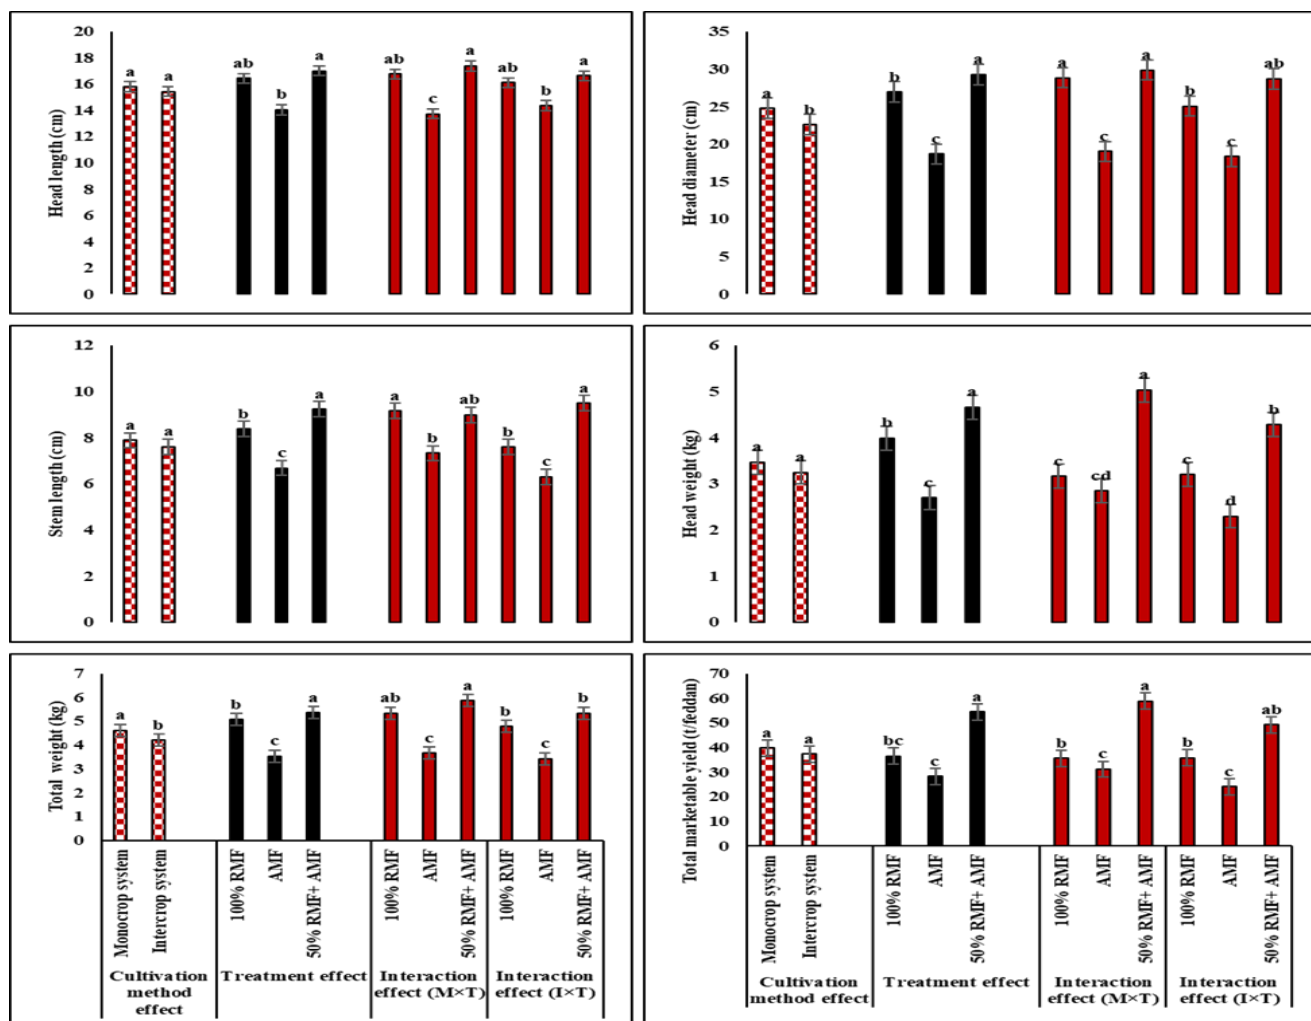 Head length (cm)
20
18
16
14
12
10
8
6
4
2
0
a a ab b a ab c a ab b a
Head diameter (cm)
35
30
25
20
15
10
5
0
a b b c a a c a b c ab
Stem length (cm)
12
10
8
6
4
2
0
a a b c a a b ab b c a
Head weight (kg)
6
5
4
3
2
1
0
a a b c a c cd a c d b
Total weight (kg)
7
6
5
4
3
2
1
0
a b b c a ab c a b c b
Monocrop system
Intercrop system
100% RMF
AMF
50% RMF+ AMF
100% RMF
AMF
50% RMF+ AMF
100% RMF
AMF
50% RMF+ AMF
Cultivation
method
effect
Treatment effect
Interaction
effect (M×T)
Interaction
effect (I×T)
Total marketable yield (t/feddan)
70
60
50
40
30
20
10
0
a a bc c a b c a b c ab
Monocrop system
Intercrop system
100% RMF
AMF
50% RMF+ AMF
100% RMF
AMF
50% RMF+ AMF
100% RMF
AMF
50% RMF+ AMF
Cultivation
method effect
Treatment effect
Interaction
effect (M×T)
Interaction
effect (I×T)